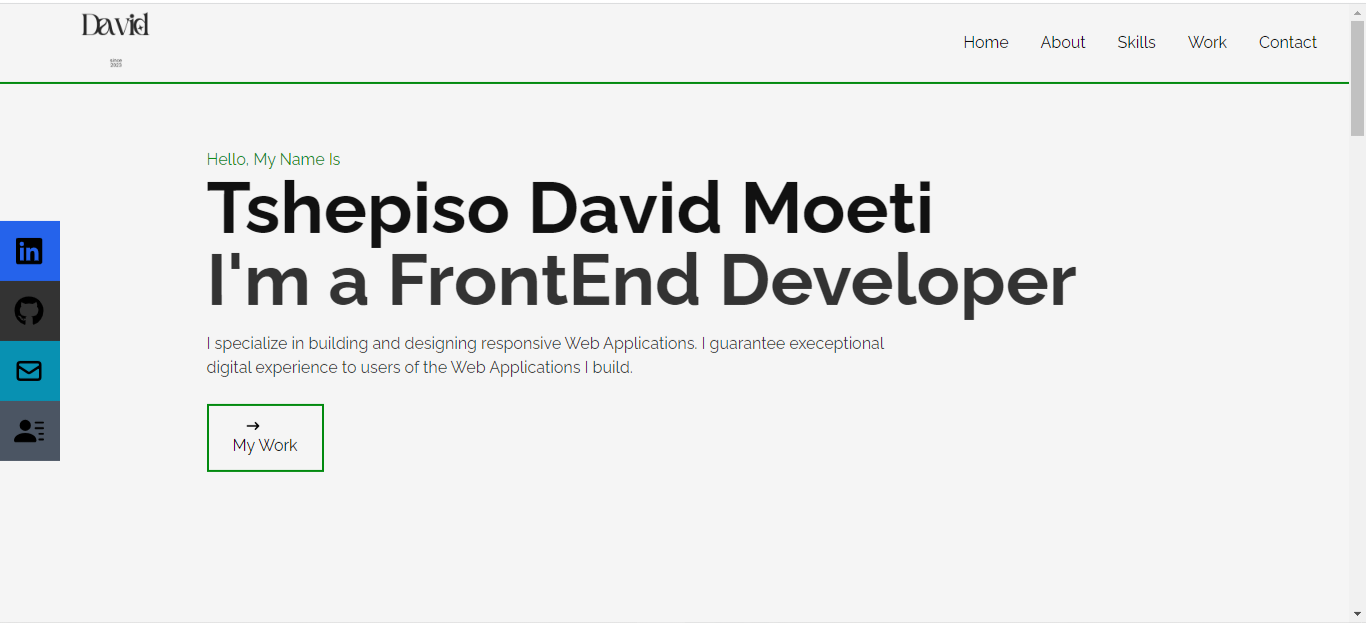 David
since
2023
Home About Skills Work Contact
Hello, My Name Is
Tshepiso David Moeti
I'm a FrontEnd Developer
I specialize in building and designing responsive Web Applications. I guarantee execeptional
digital experience to users of the Web Applications I build.
in
My Work